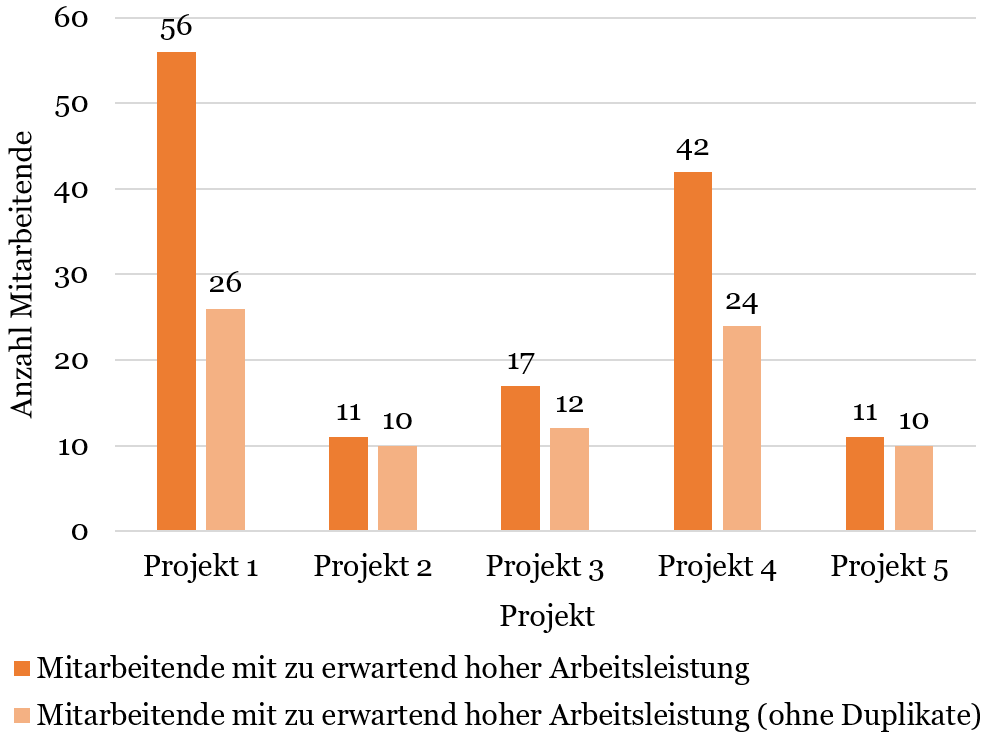 60
56
50
42
40
30
26
24
20
17
12
11
10
11
10
10
0
Projekt 1
Projekt 2
Projekt 3
Projekt 4
Projekt 5
Anzahl Mitarbeitende
Projekt
Mitarbeitende mit zu erwartend hoher Arbeitsleistung
Mitarbeitende mit zu erwartend hoher Arbeitsleistung (ohne Duplikate)